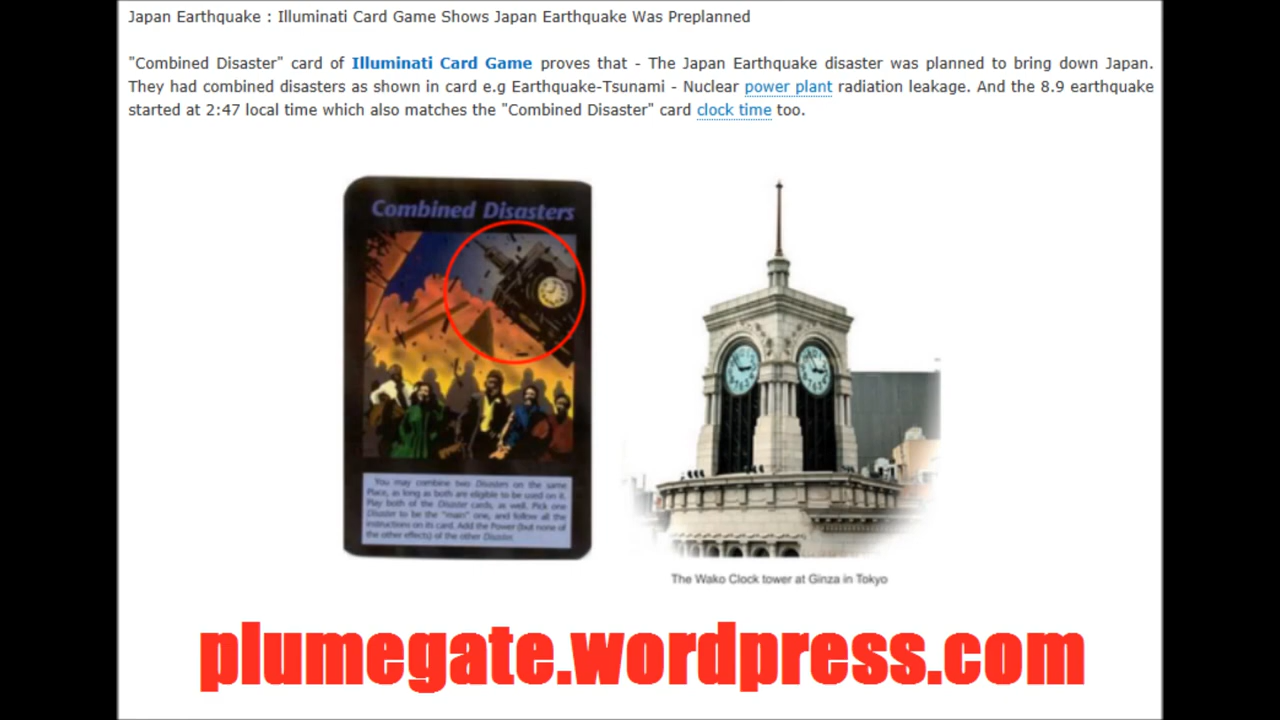 Japan Earthquake : Illuminati Card Game Shows Japan Earthquake Was Preplanned
"Combined Disaster" card of Illuminati Card Game proves that - The Japan Earthquake disaster was planned to bring down Japan.
They had combined disasters as shown in card e.g Earthquake-Tsunami - Nuclear power plant radiation leakage. And the 8.9 earthquake
started at 2:47 local time which also matches the "Combined Disaster" card clock time too.
Combined Disasters
You may combine two Disasters on the same
Place, as long as both are eligible to be used on it.
Play both of the Disaster cards, as well. Pick one
Disaster to be the "main" one, and follow all the
instructions on its card. Add the Power (but none of
the other effects) of the other Disaster.
The Wako Clock tower at Ginza in Tokyo
plumegate.wordpress.com